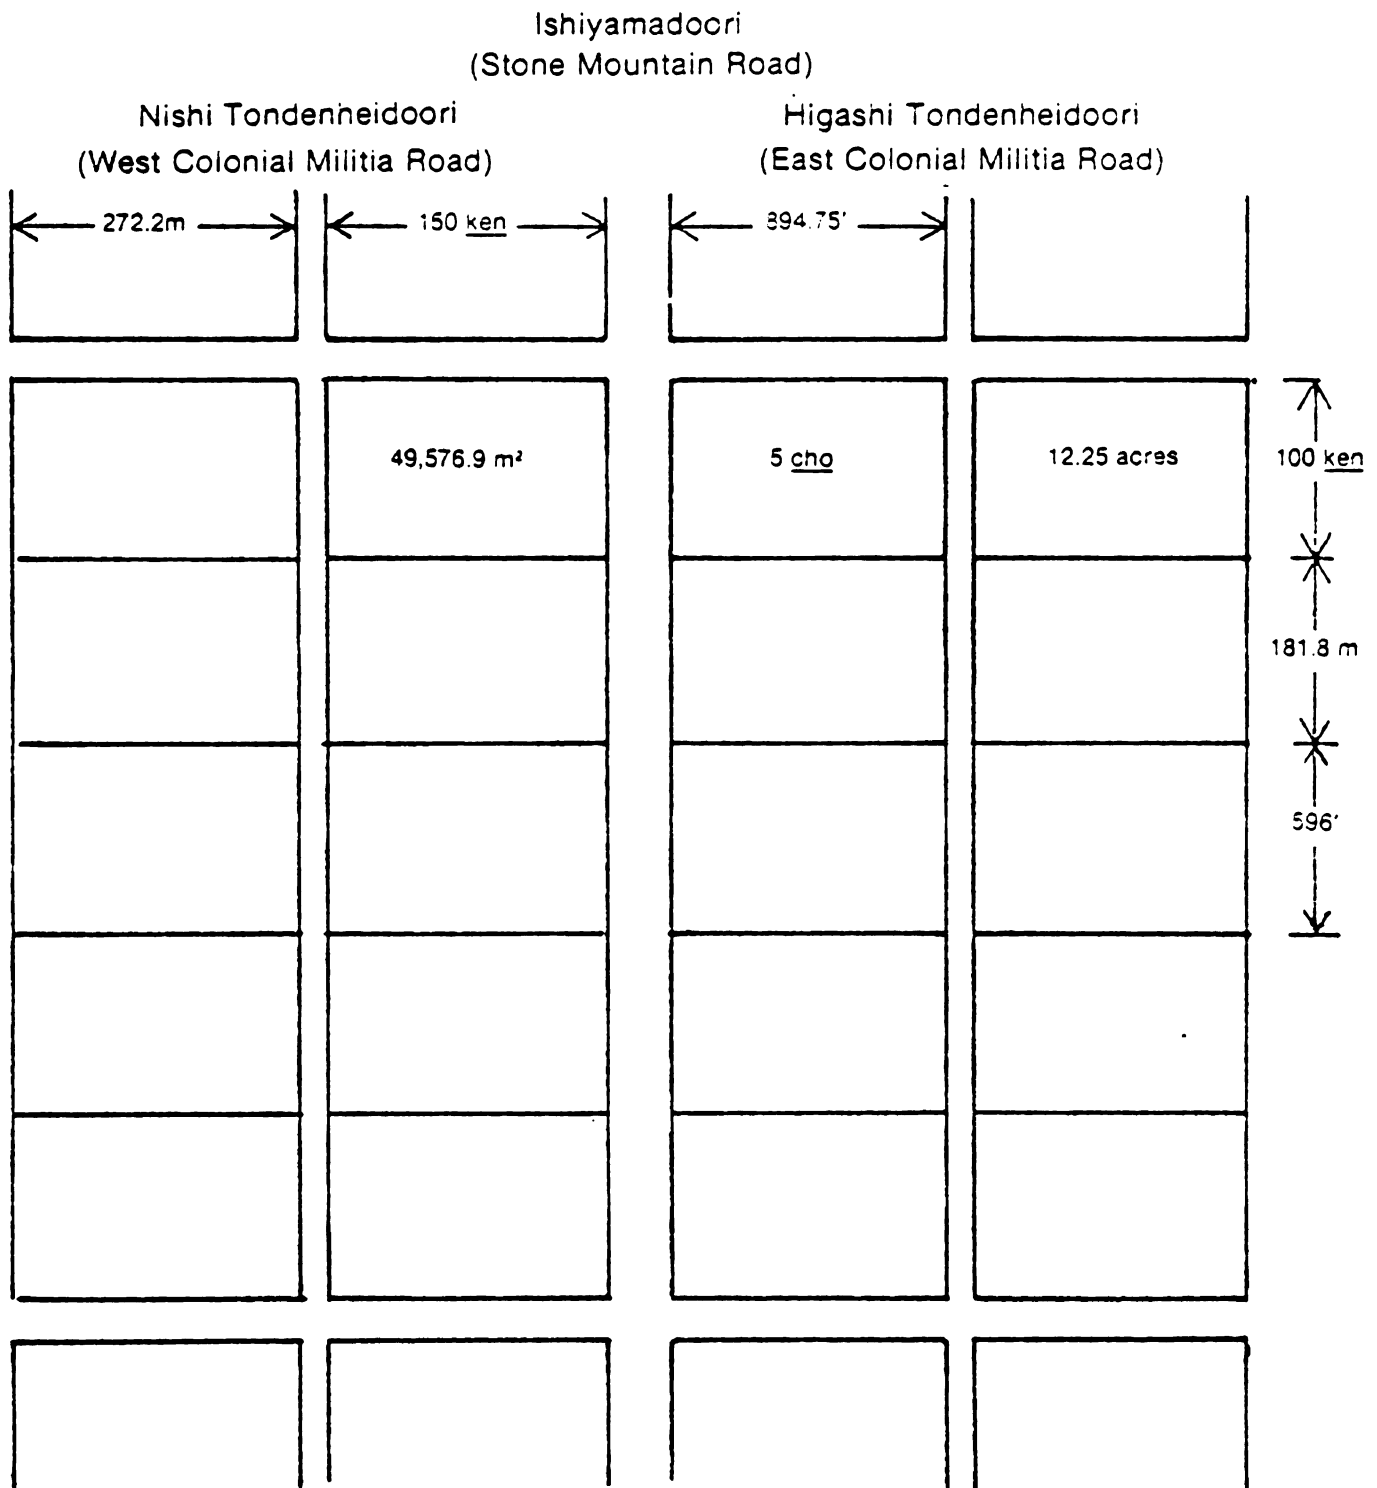 Ishiyamadoori
(Stone Mountain Road)
Nishi Tondenheidoori
(West Colonial Militia Road)
Higashi Tondenheidoori
(East Colonial Militia Road)
272.2m
150 ken
894.75'
49,576.9 m²
5 cho
12.25 acres
100 ken
181.8 m
596'